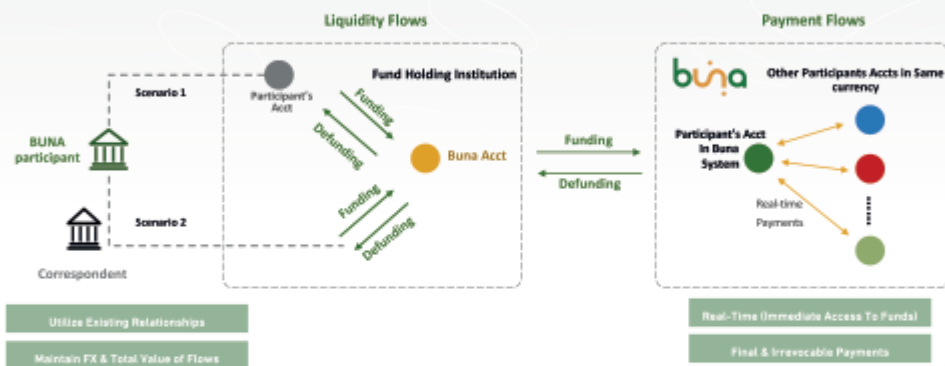 Liquidity Flows
Payment Flows
Scenario 1
Participant's
Acct
Fund Holding Institution
Funding
Defunding
BUNA
participant
Buna Acct
Funding
Defunding
Scenario 2
Correspondent
Funding
Defunding
buna
Other Participants Accts In Same
currency
Participant's Acct
In Buna
System
Real-time
Payments
Utilize Existing Relationships
Maintain FX & Total Value of Flows
Real-Time (Immediate Access To Funds)
Final & Irrevocable Payments